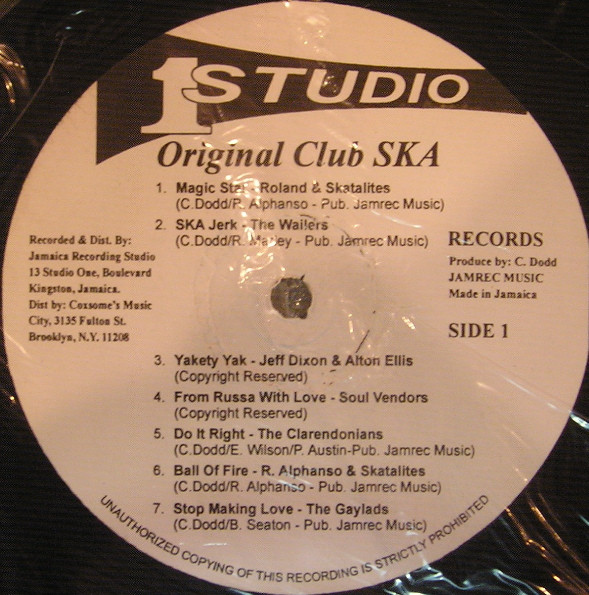 1 STUDIO
Original Club SKA
1. Magic Star - Roland & Skatalites
(C.Dodd/R. Alphanso - Pub. Jamrec Music)
2. SKA Jerk - The Wailers
(C.Dodd/R. Marley - Pub. Jamrec Music)
Recorded & Dist. By:
Jamaica Recording Studio
13 Studio One, Boulevard
Kingston, Jamaica.
Dist by: Coxsome's Music
City, 3135 Fulton St.
Brooklyn, N.Y. 11208
RECORDS
Produce by: C. Dodd
JAMREC MUSIC
Made in Jamaica
SIDE 1
3. Yakety Yak - Jeff Dixon & Alton Ellis
(Copyright Reserved)
4. From Russa With Love - Soul Vendors
(Copyright Reserved)
5. Do It Right - The Clarendonians
(C.Dodd/E. Wilson/P. Austin-Pub. Jamrec Music)
6. Ball Of Fire - R. Alphanso & Skatalites
(C.Dodd/R. Alphanso - Pub. Jamrec Music)
7. Stop Making Love - The Gaylads
(C.Dodd/B. Seaton - Pub. Jamrec Music)
UNAUTHORIZED COPYING OF THIS RECORDING IS STRICTLY PROHIBITED